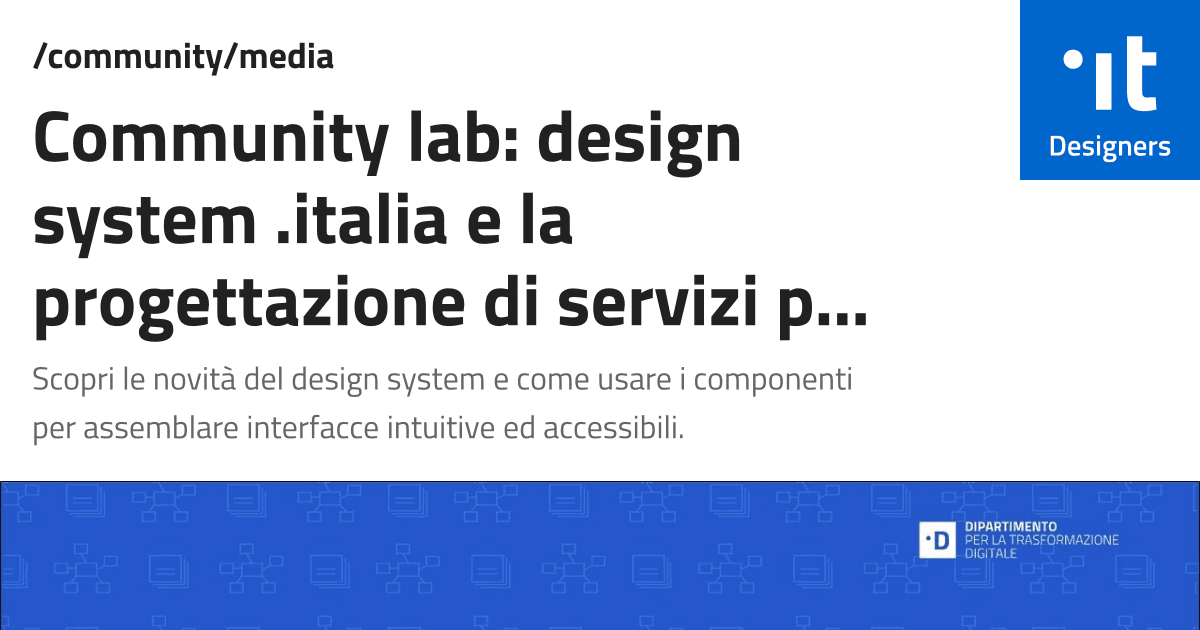 /community/media
Community lab: design
system .italia e la
progettazione di servizi p...
Scopri le novità del design system e come usare i componenti
per assemblare interfacce intuitive ed accessibili.
it
Designers
D
DIPARTIMENTO
PER LA TRASFORMAZIONE
DIGITALE